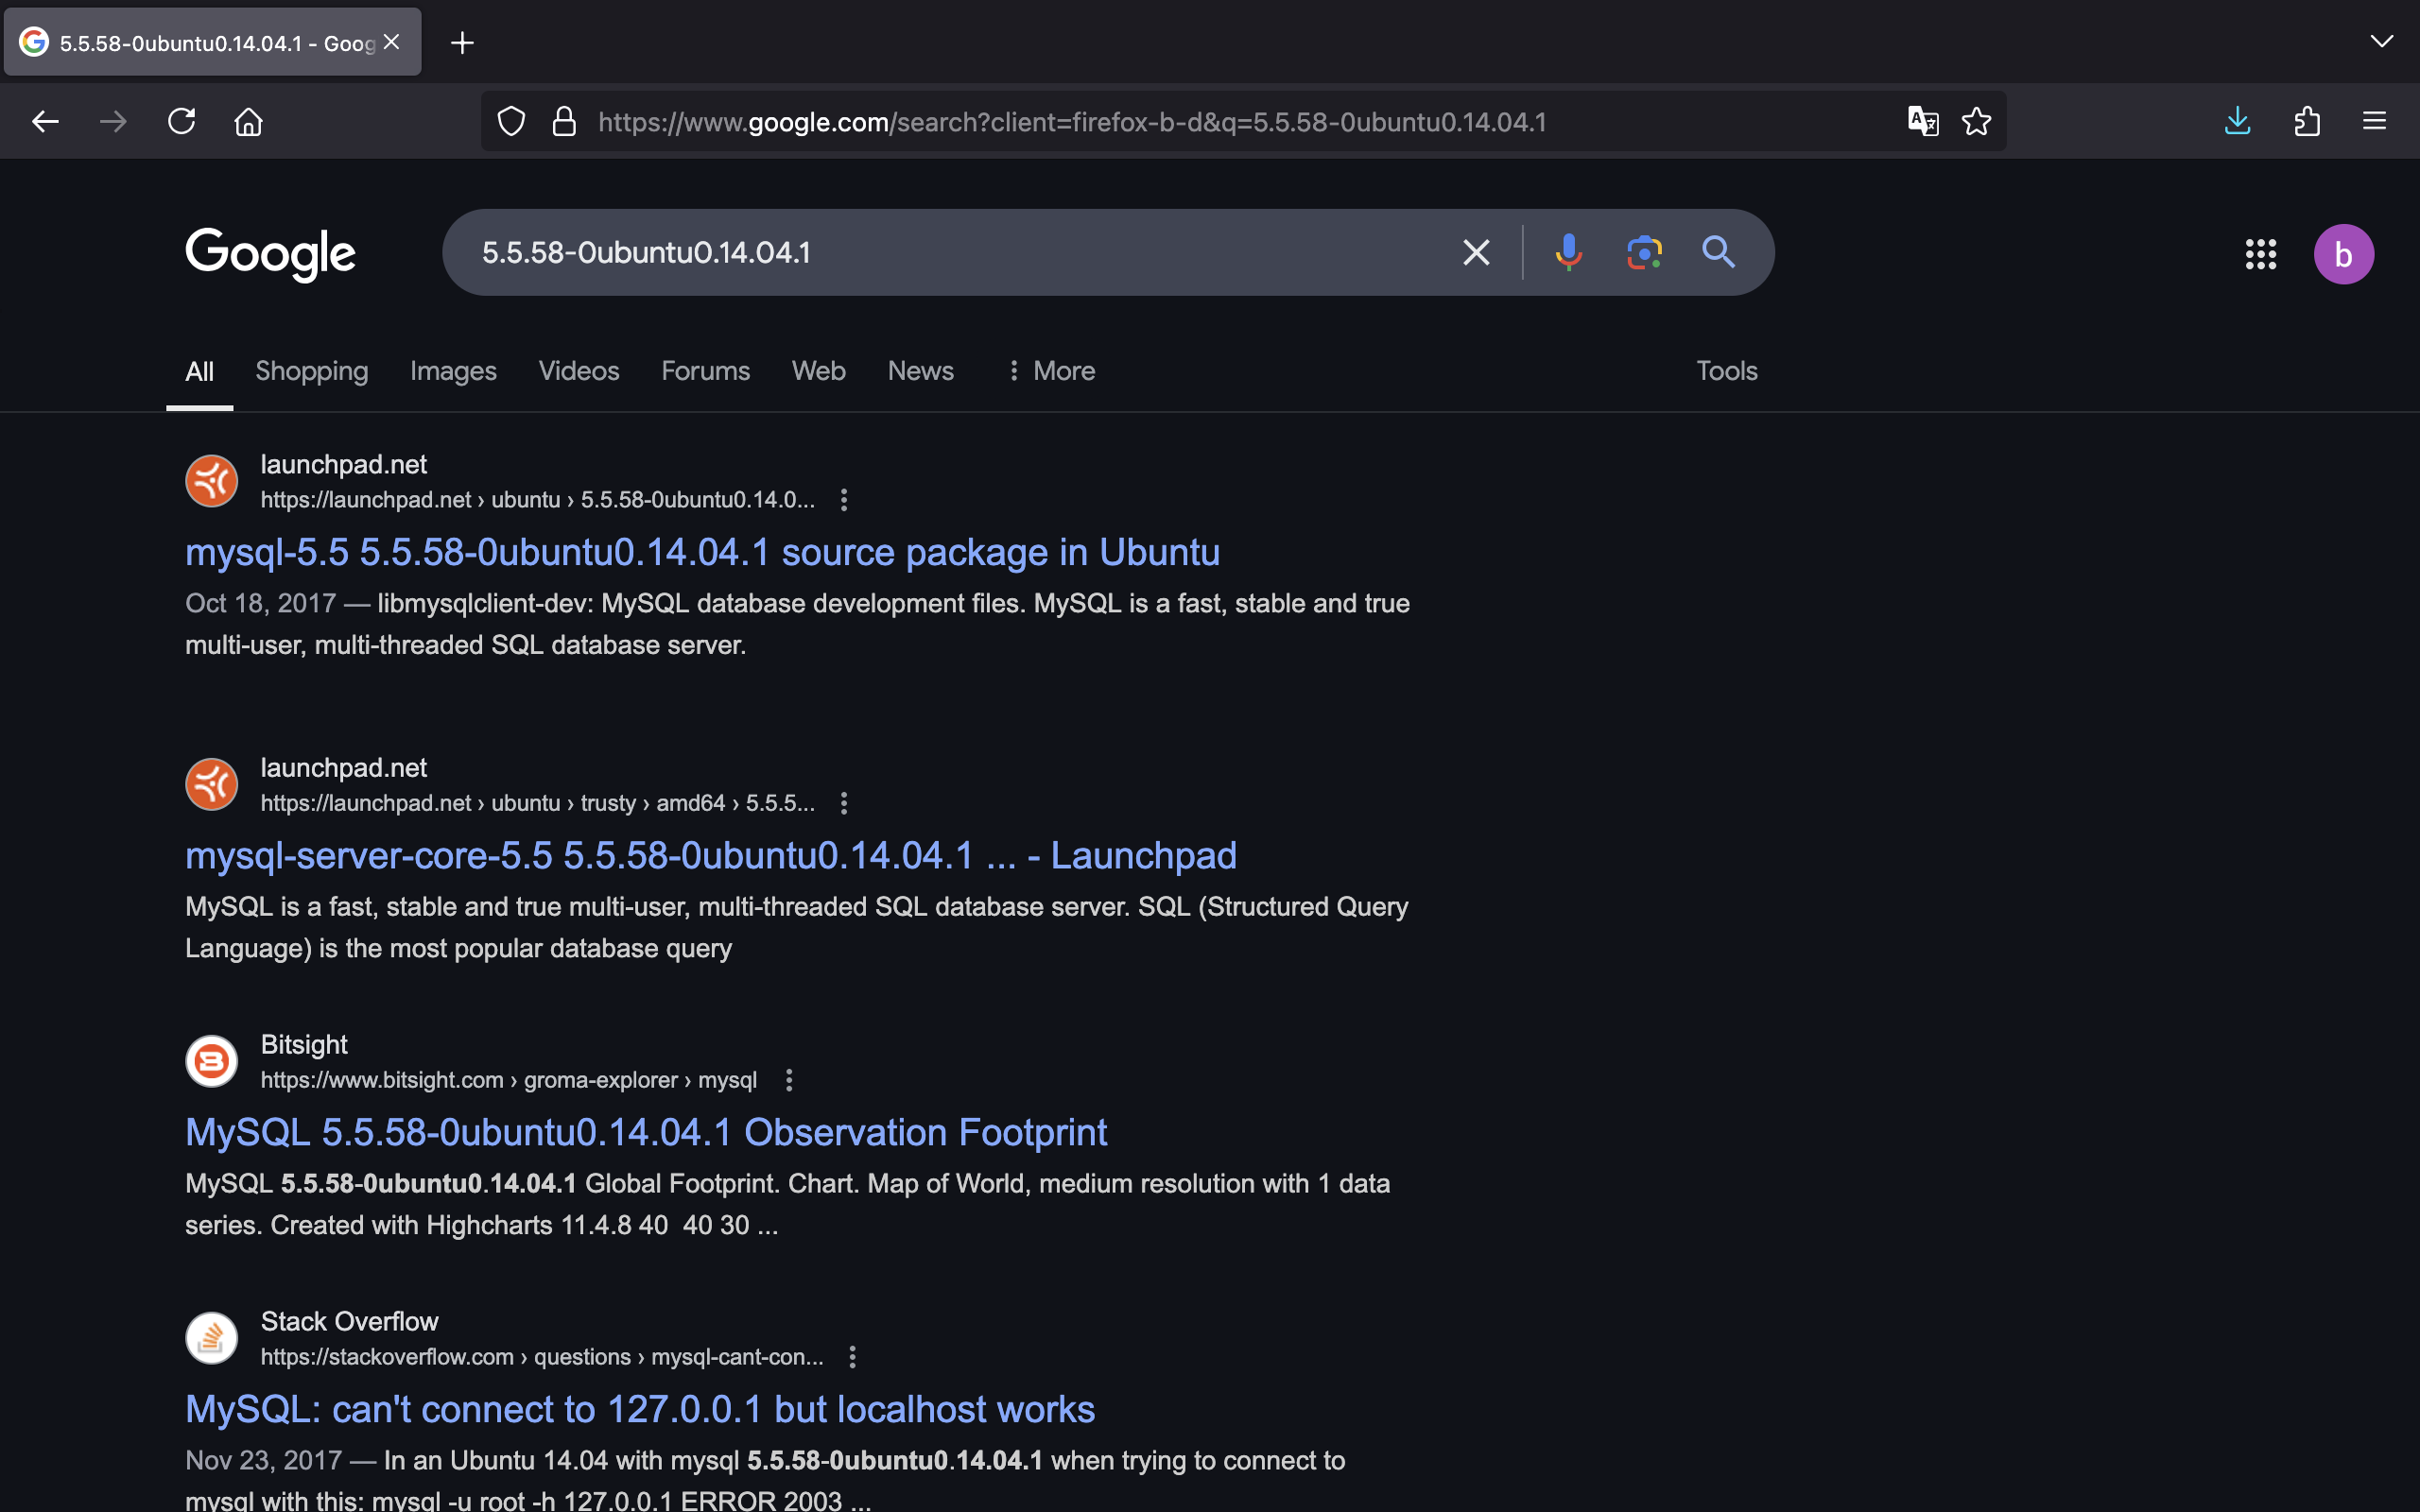 5.5.58-0ubuntu0.14.04.1 - Goog
https://www.google.com/search?client=firefox-b-d&q=5.5.58-0ubuntu0.14.04.1
Google
5.5.58-0ubuntu0.14.04.1
b
All Shopping Images Videos Forums Web News More Tools
launchpad.net
https://launchpad.net › ubuntu › 5.5.58-0ubuntu0.14.0...
mysql-5.5 5.5.58-0ubuntu0.14.04.1 source package in Ubuntu
Oct 18, 2017 — libmysqlclient-dev: MySQL database development files. MySQL is a fast, stable and true
multi-user, multi-threaded SQL database server.
launchpad.net
https://launchpad.net › ubuntu › trusty › amd64 › 5.5.5...
mysql-server-core-5.5 5.5.58-0ubuntu0.14.04.1 ... - Launchpad
MySQL is a fast, stable and true multi-user, multi-threaded SQL database server. SQL (Structured Query
Language) is the most popular database query
Bitsight
https://www.bitsight.com › groma-explorer › mysql
MySQL 5.5.58-0ubuntu0.14.04.1 Observation Footprint
MySQL 5.5.58-0ubuntu0.14.04.1 Global Footprint. Chart. Map of World, medium resolution with 1 data
series. Created with Highcharts 11.4.8 40 40 30 ...
Stack Overflow
https://stackoverflow.com › questions › mysql-cant-con...
MySQL: can't connect to 127.0.0.1 but localhost works
Nov 23, 2017 — In an Ubuntu 14.04 with mysql 5.5.58-0ubuntu0.14.04.1 when trying to connect to
mysql with this: mysql -u root -h 127.0.0.1 ERROR 2003 ...